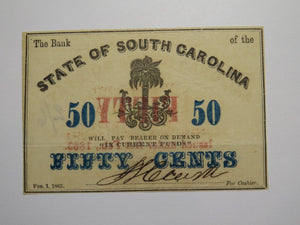 The Bank of the
STATE OF SOUTH CAROLINA
50 50
WILL PAY BEARER ON DEMAND
"IN CURRENT FUNDS"
FIFTY CENTS
FEB. 1, 1863. For Cashier.